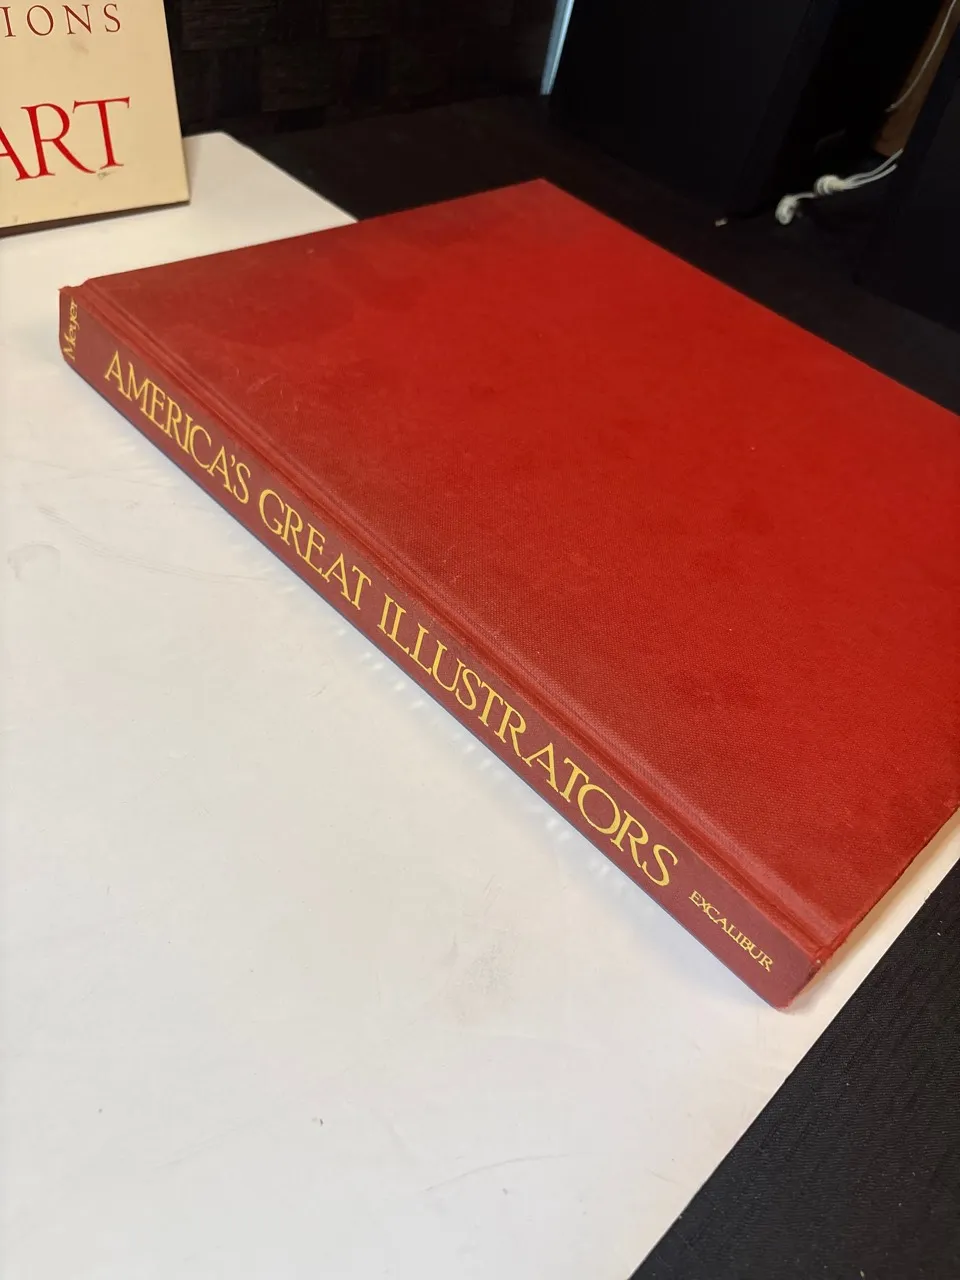 IONS
ART
Meyer
AMERICA'S GREAT ILLUSTRATORS
EXCALIBUR